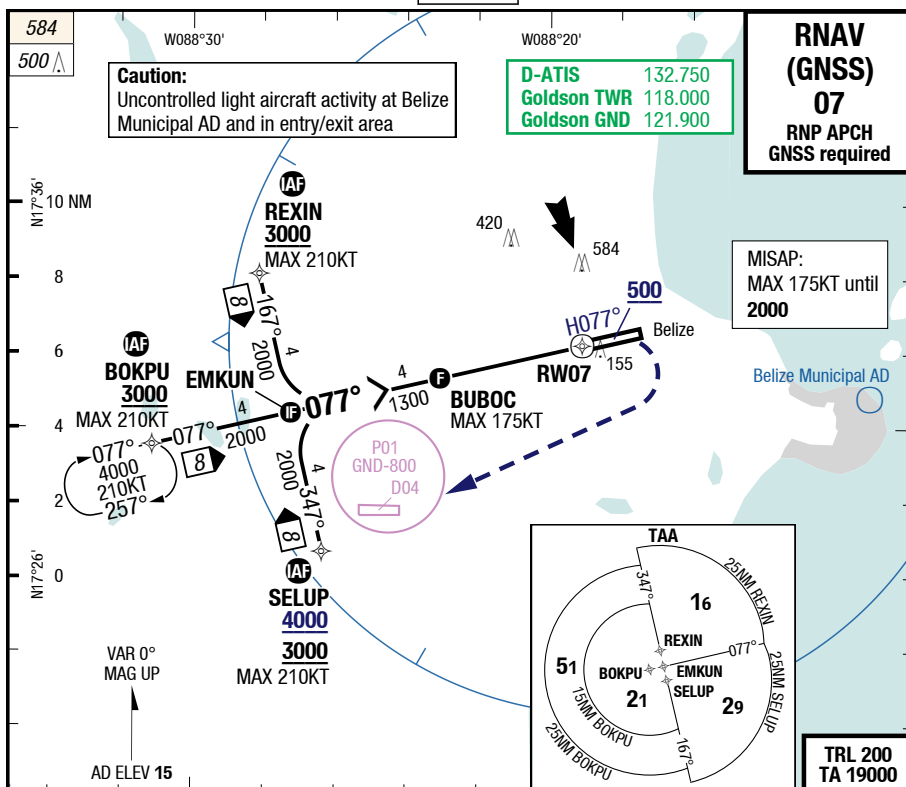 584
500
W088°30'
W088°20'
RNAV
(GNSS)
07
RNP APCH
GNSS required
Caution:
Uncontrolled light aircraft activity at Belize
Municipal AD and in entry/exit area
D-ATIS 132.750
Goldson TWR 118.000
Goldson GND 121.900
N17°36'
10 NM
8
6
4
2
0
N17°26'
IAF
REXIN
3000
MAX 210KT
8
167°
4
2000
420
584
MISAP:
MAX 175KT until
2000
500
H077°
Belize
155
RW07
Belize Municipal AD
IAF
BOKPU
3000
MAX 210KT
EMKUN
IF
077°
4
1300
F
BUBOC
MAX 175KT
077°
4
2000
8
077°
4000
210KT
257°
2000
4
347°
8
P01
GND-800
D04
IAF
SELUP
4000
3000
MAX 210KT
VAR 0°
MAG UP
AD ELEV 15
TAA
347°
16
25NM REXIN
REXIN
077°
51
BOKPU
EMKUN
SELUP
21
29
25NM SELUP
15NM BOKPU
25NM BOKPU
167°
TRL 200
TA 19000